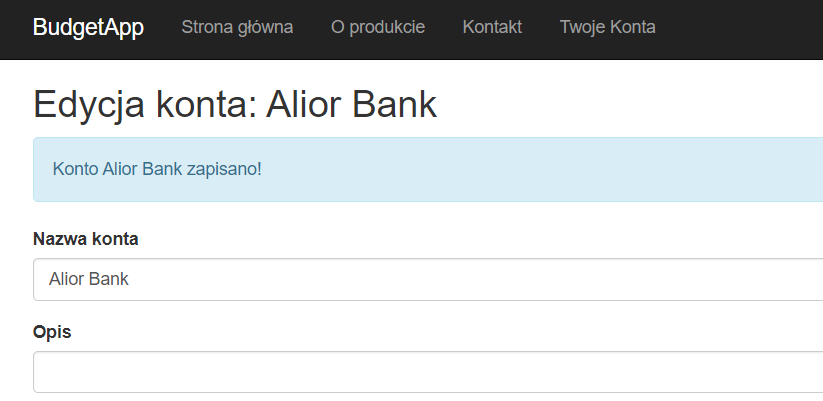 BudgetApp Strona główna O produkcie Kontakt Twoje Konta
Edycja konta: Alior Bank
Konto Alior Bank zapisano!
Nazwa konta
Alior Bank
Opis